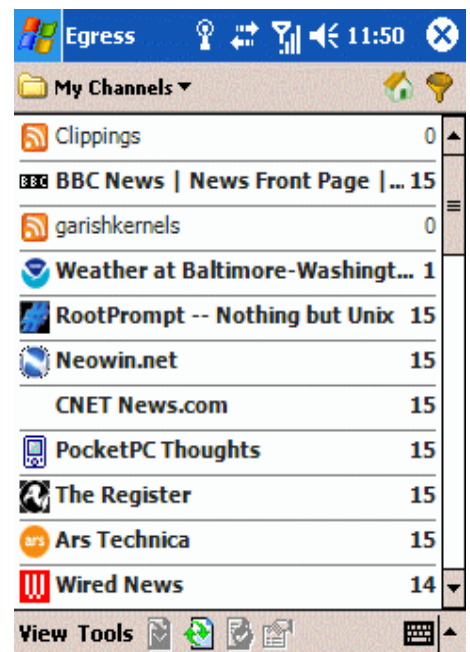 Egress 11:50
My Channels
Clippings 0
BBC BBC News | News Front Page |... 15
garishkernels 0
Weather at Baltimore-Washingt... 1
RootPrompt -- Nothing but Unix 15
Neowin.net 15
CNET News.com 15
PocketPC Thoughts 15
The Register 15
ars Ars Technica 15
Wired News 14
View Tools